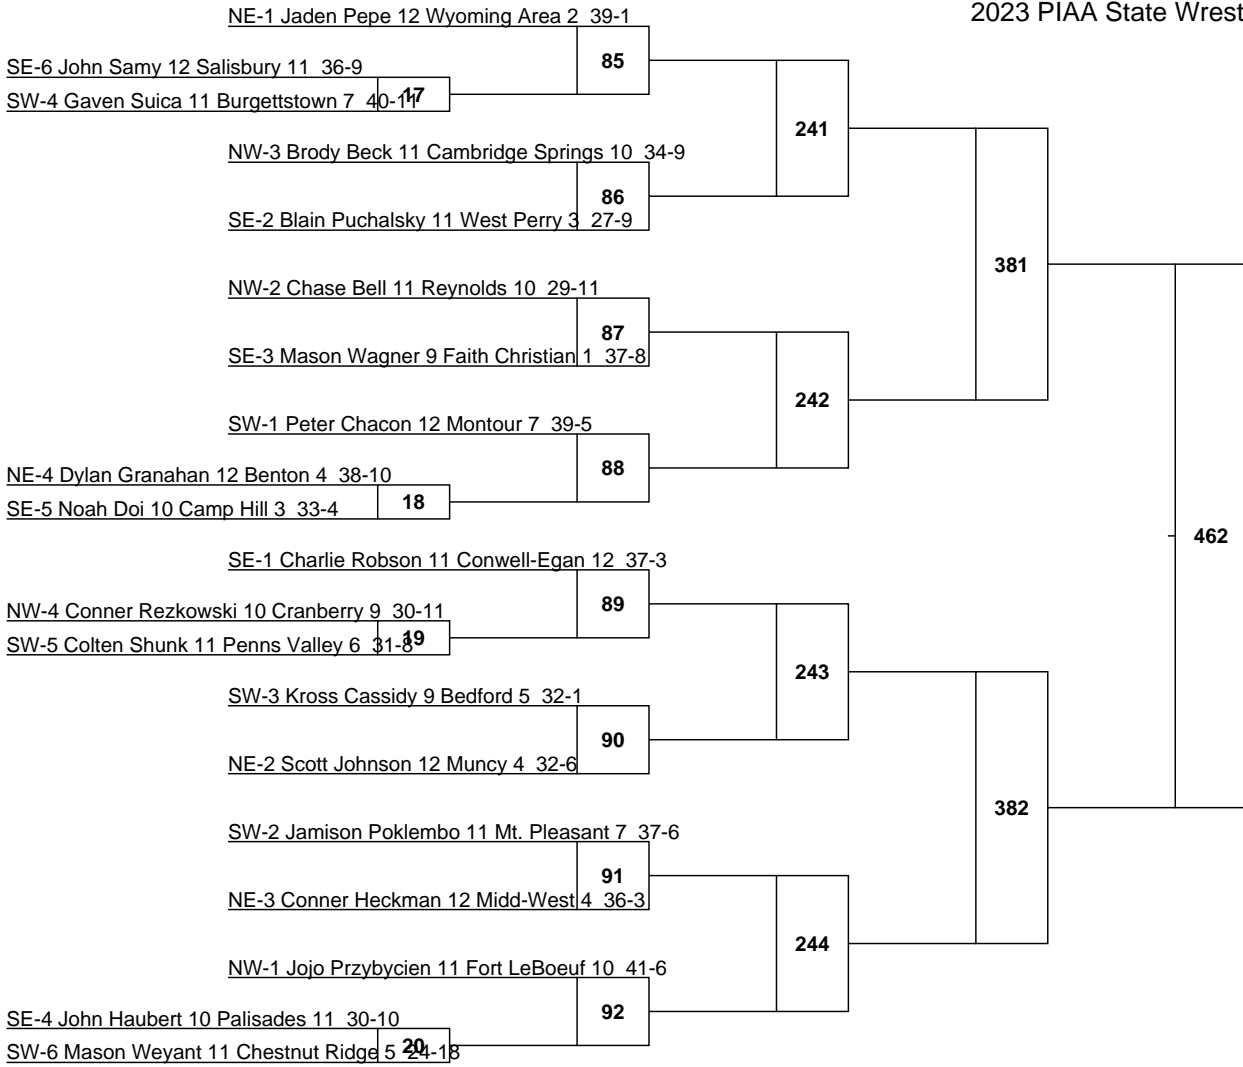 2023 PIAA State Wrest
NE-1 Jaden Pepe 12 Wyoming Area 2 39-1
85
SE-6 John Samy 12 Salisbury 11 36-9
17
SW-4 Gaven Suica 11 Burgettstown 7 40-11
241
NW-3 Brody Beck 11 Cambridge Springs 10 34-9
86
SE-2 Blain Puchalsky 11 West Perry 3 27-9
381
NW-2 Chase Bell 11 Reynolds 10 29-11
87
SE-3 Mason Wagner 9 Faith Christian 1 37-8
242
SW-1 Peter Chacon 12 Montour 7 39-5
88
NE-4 Dylan Granahan 12 Benton 4 38-10
18
SE-5 Noah Doi 10 Camp Hill 3 33-4
462
SE-1 Charlie Robson 11 Conwell-Egan 12 37-3
89
NW-4 Conner Rezkowski 10 Cranberry 9 30-11
19
SW-5 Colten Shunk 11 Penns Valley 6 31-8
243
SW-3 Kross Cassidy 9 Bedford 5 32-1
90
NE-2 Scott Johnson 12 Muncy 4 32-6
382
SW-2 Jamison Poklembo 11 Mt. Pleasant 7 37-6
91
NE-3 Conner Heckman 12 Midd-West 4 36-3
244
NW-1 Jojo Przybycien 11 Fort LeBoeuf 10 41-6
92
SE-4 John Haubert 10 Palisades 11 30-10
20
SW-6 Mason Weyant 11 Chestnut Ridge 5 24-18